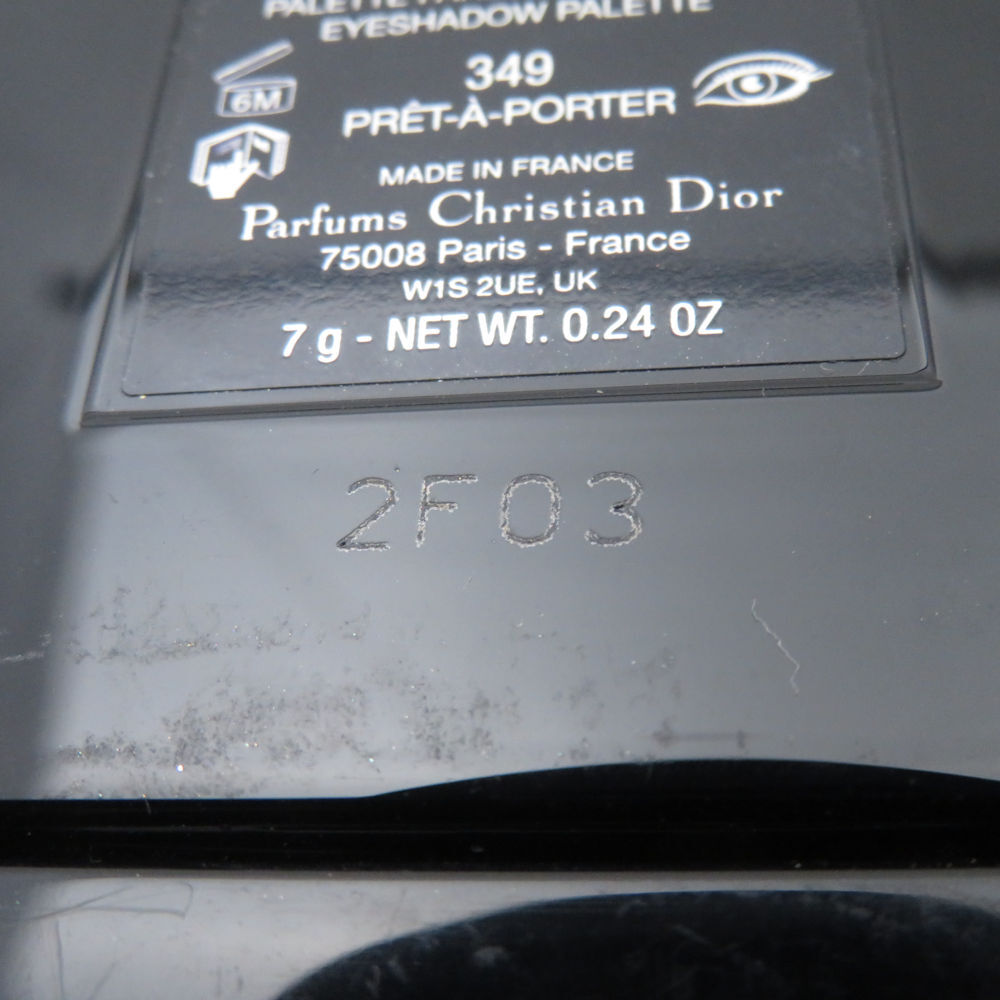 EYESHADOW PALETTE
349
PRÊT-À-PORTER
6M
MADE IN FRANCE
Parfums Christian Dior
75008 Paris - France
W1S 2UE, UK
7 g - NET WT. 0.24 OZ
2F03